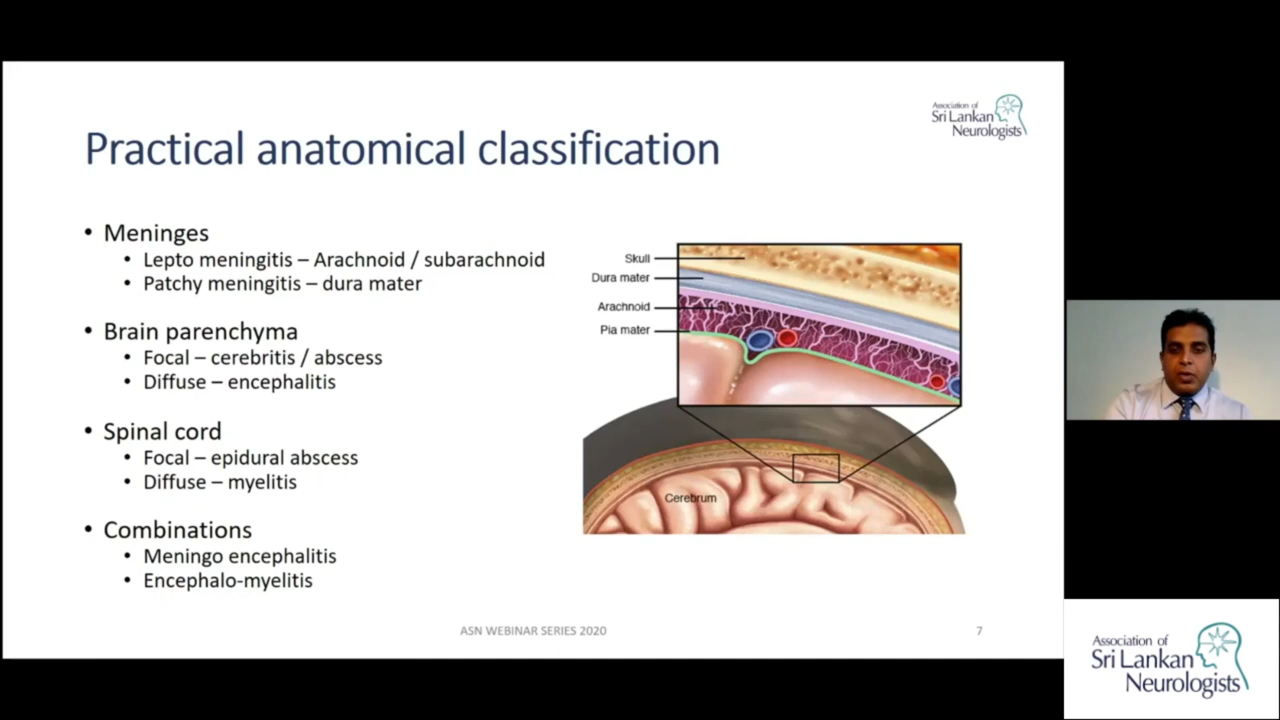 Association of
Sri Lankan
Neurologists
Practical anatomical classification
• Meninges
• Lepto meningitis – Arachnoid / subarachnoid
• Patchy meningitis – dura mater
• Brain parenchyma
• Focal – cerebritis / abscess
• Diffuse – encephalitis
• Spinal cord
• Focal – epidural abscess
• Diffuse – myelitis
• Combinations
• Meningo encephalitis
• Encephalo-myelitis
Skull
Dura mater
Arachnoid
Pia mater
Cerebrum
ASN WEBINAR SERIES 2020
7
Association of
Sri Lankan
Neurologists